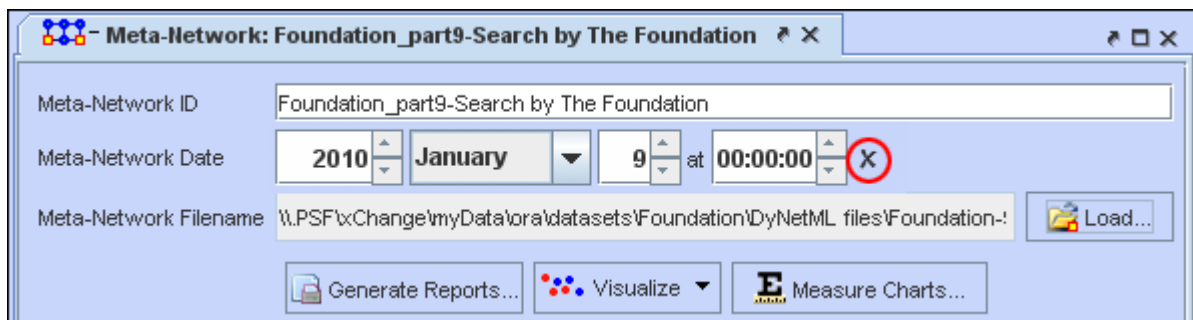 Meta-Network: Foundation_part9-Search by The Foundation
Meta-Network ID Foundation_part9-Search by The Foundation
Meta-Network Date 2010 January 9 at 00:00:00 X
Meta-Network Filename \\.PSF\xChange\myData\ora\datasets\Foundation\DyNetML files\Foundation- Load...
Generate Reports... Visualize E Measure Charts...